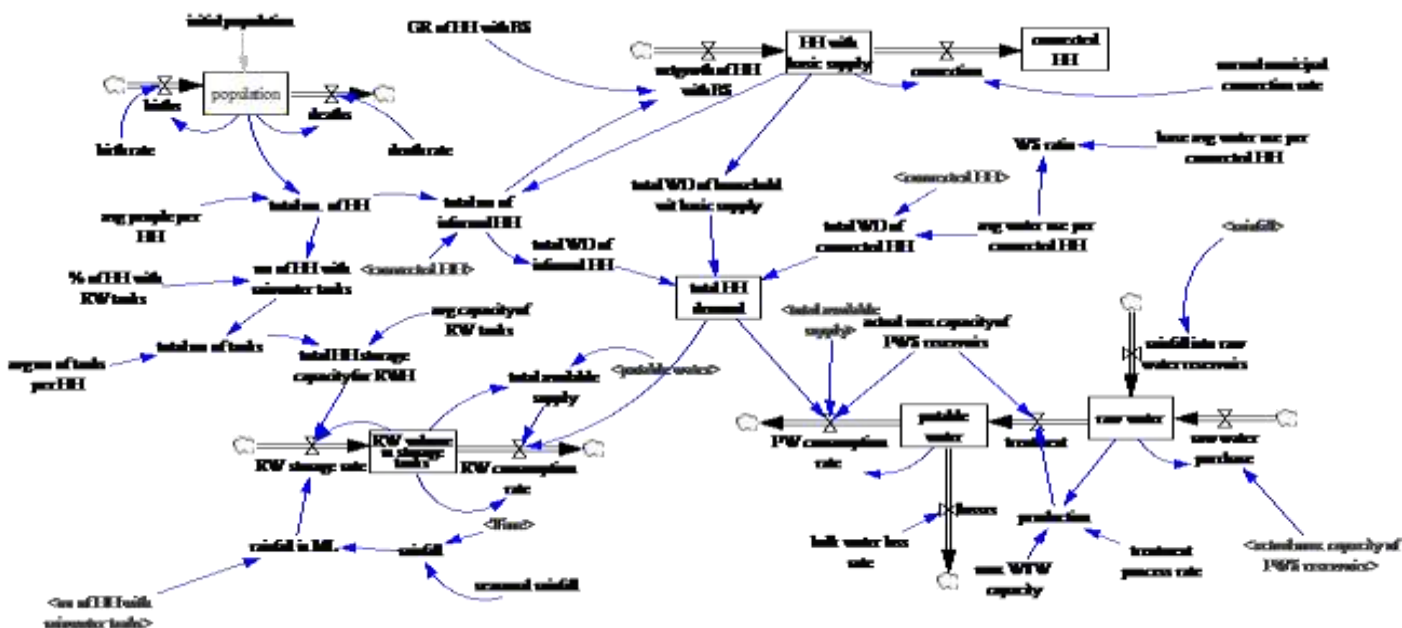 initial population
GR of HH with BS
HH with
basic supply
connected
HH
netgrowth of HH
with BS
connection
annual municipal
connection rate
population
births
deaths
birth rate
death rate
WS ratio
base avg water use per
connected HH
<connected HH>
total WD of household
wit basic supply
avg people per
HH
total no. of HH
total no of
informal HH
total WD of
connected HH
avg water use per
connected HH
<rainfall>
total WD of
informal HH
% of HH with
RW tanks
no of HH with
rainwater tanks
<connected HH>
total HH
demand
<total available
supply>
actual max capacity of
PWS reservoirs
avg capacity of
RW tanks
total no of tanks
avg no of tanks
per HH
total HH storage
capacity for RWH
total available
supply
<potable water>
rainfall into raw
water reservoirs
RW volume
in storage
tanks
RW storage rate
RW consumption
rate
PW consumption
rate
potable
water
treatment
raw water
raw water
purchase
<Time>
losses
production
rainfall in ML
rainfall
bulk water loss
rate
seasonal rainfall
max WTW
capacity
treatment
process rate
<actual max capacity of
PWS reservoirs>
<no of HH with
rainwater tanks>